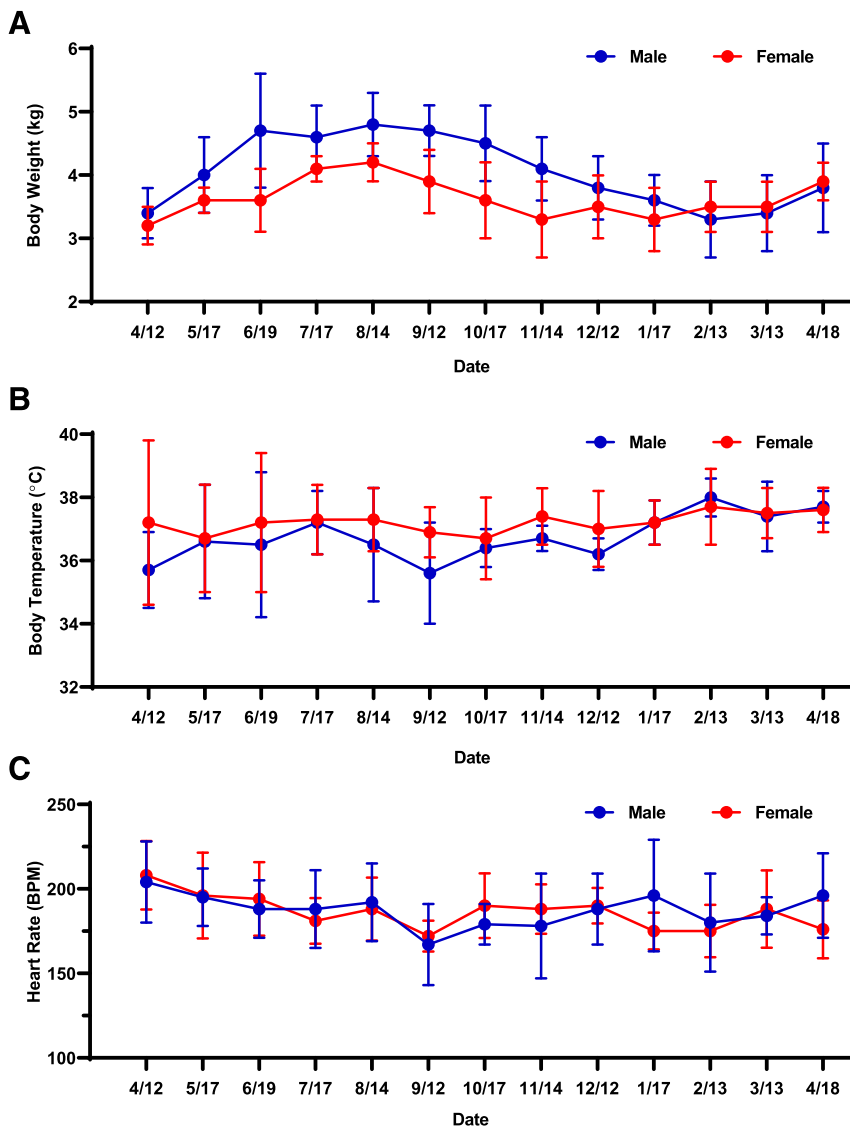 A
6
Male Female
5
4
3
2
Body Weight (kg)
4/12 5/17 6/19 7/17 8/14 9/12 10/17 11/14 12/12 1/17 2/13 3/13 4/18
Date
B
40
Male Female
38
36
34
32
Body Temperature (°C)
4/12 5/17 6/19 7/17 8/14 9/12 10/17 11/14 12/12 1/17 2/13 3/13 4/18
Date
C
250
Male Female
200
150
100
Heart Rate (BPM)
4/12 5/17 6/19 7/17 8/14 9/12 10/17 11/14 12/12 1/17 2/13 3/13 4/18
Date